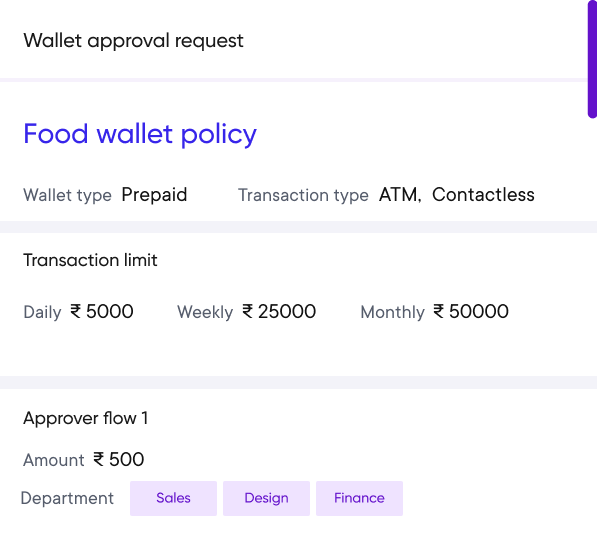 Wallet approval request
Food wallet policy
Wallet type Prepaid Transaction type ATM, Contactless
Transaction limit
Daily ₹ 5000 Weekly ₹ 25000 Monthly ₹ 50000
Approver flow 1
Amount ₹ 500
Department Sales Design Finance